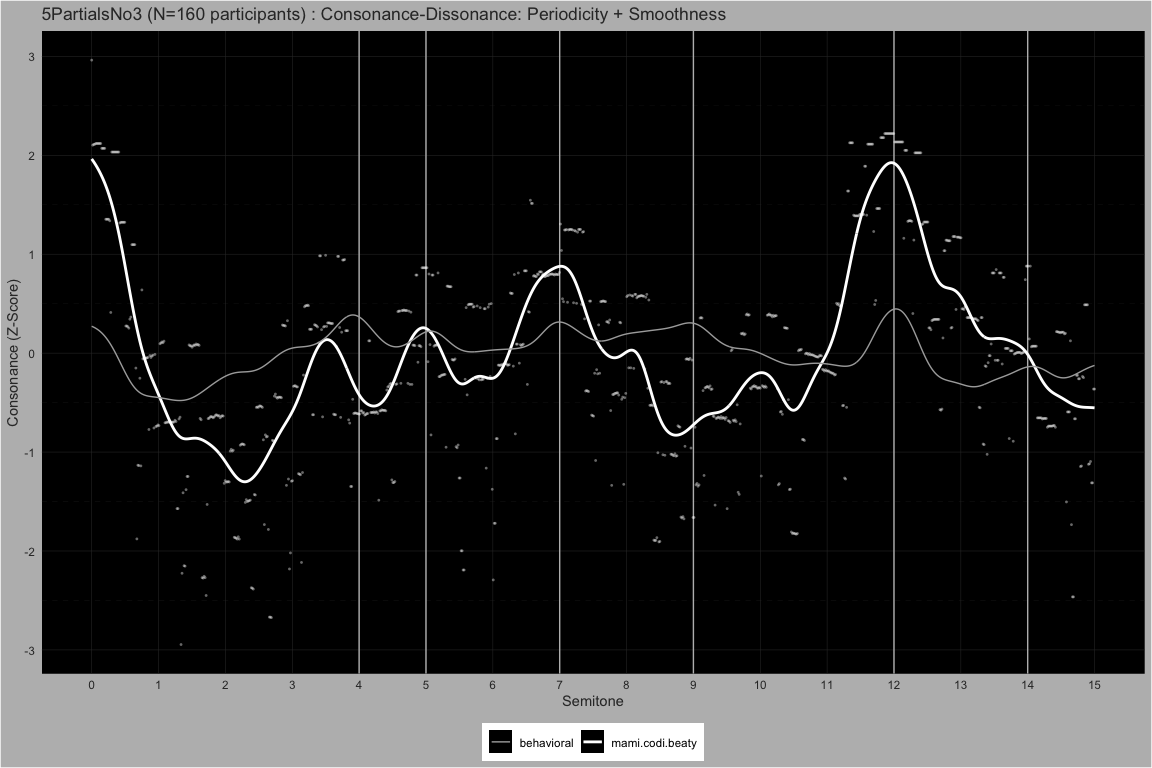 5PartialsNo3 (N=160 participants) : Consonance-Dissonance: Periodicity + Smoothness
Consonance (Z-Score)
3
2
1
0
-1
-2
-3
0 1 2 3 4 5 6 7 8 9 10 11 12 13 14 15
Semitone
behavioral mami.codi.beaty